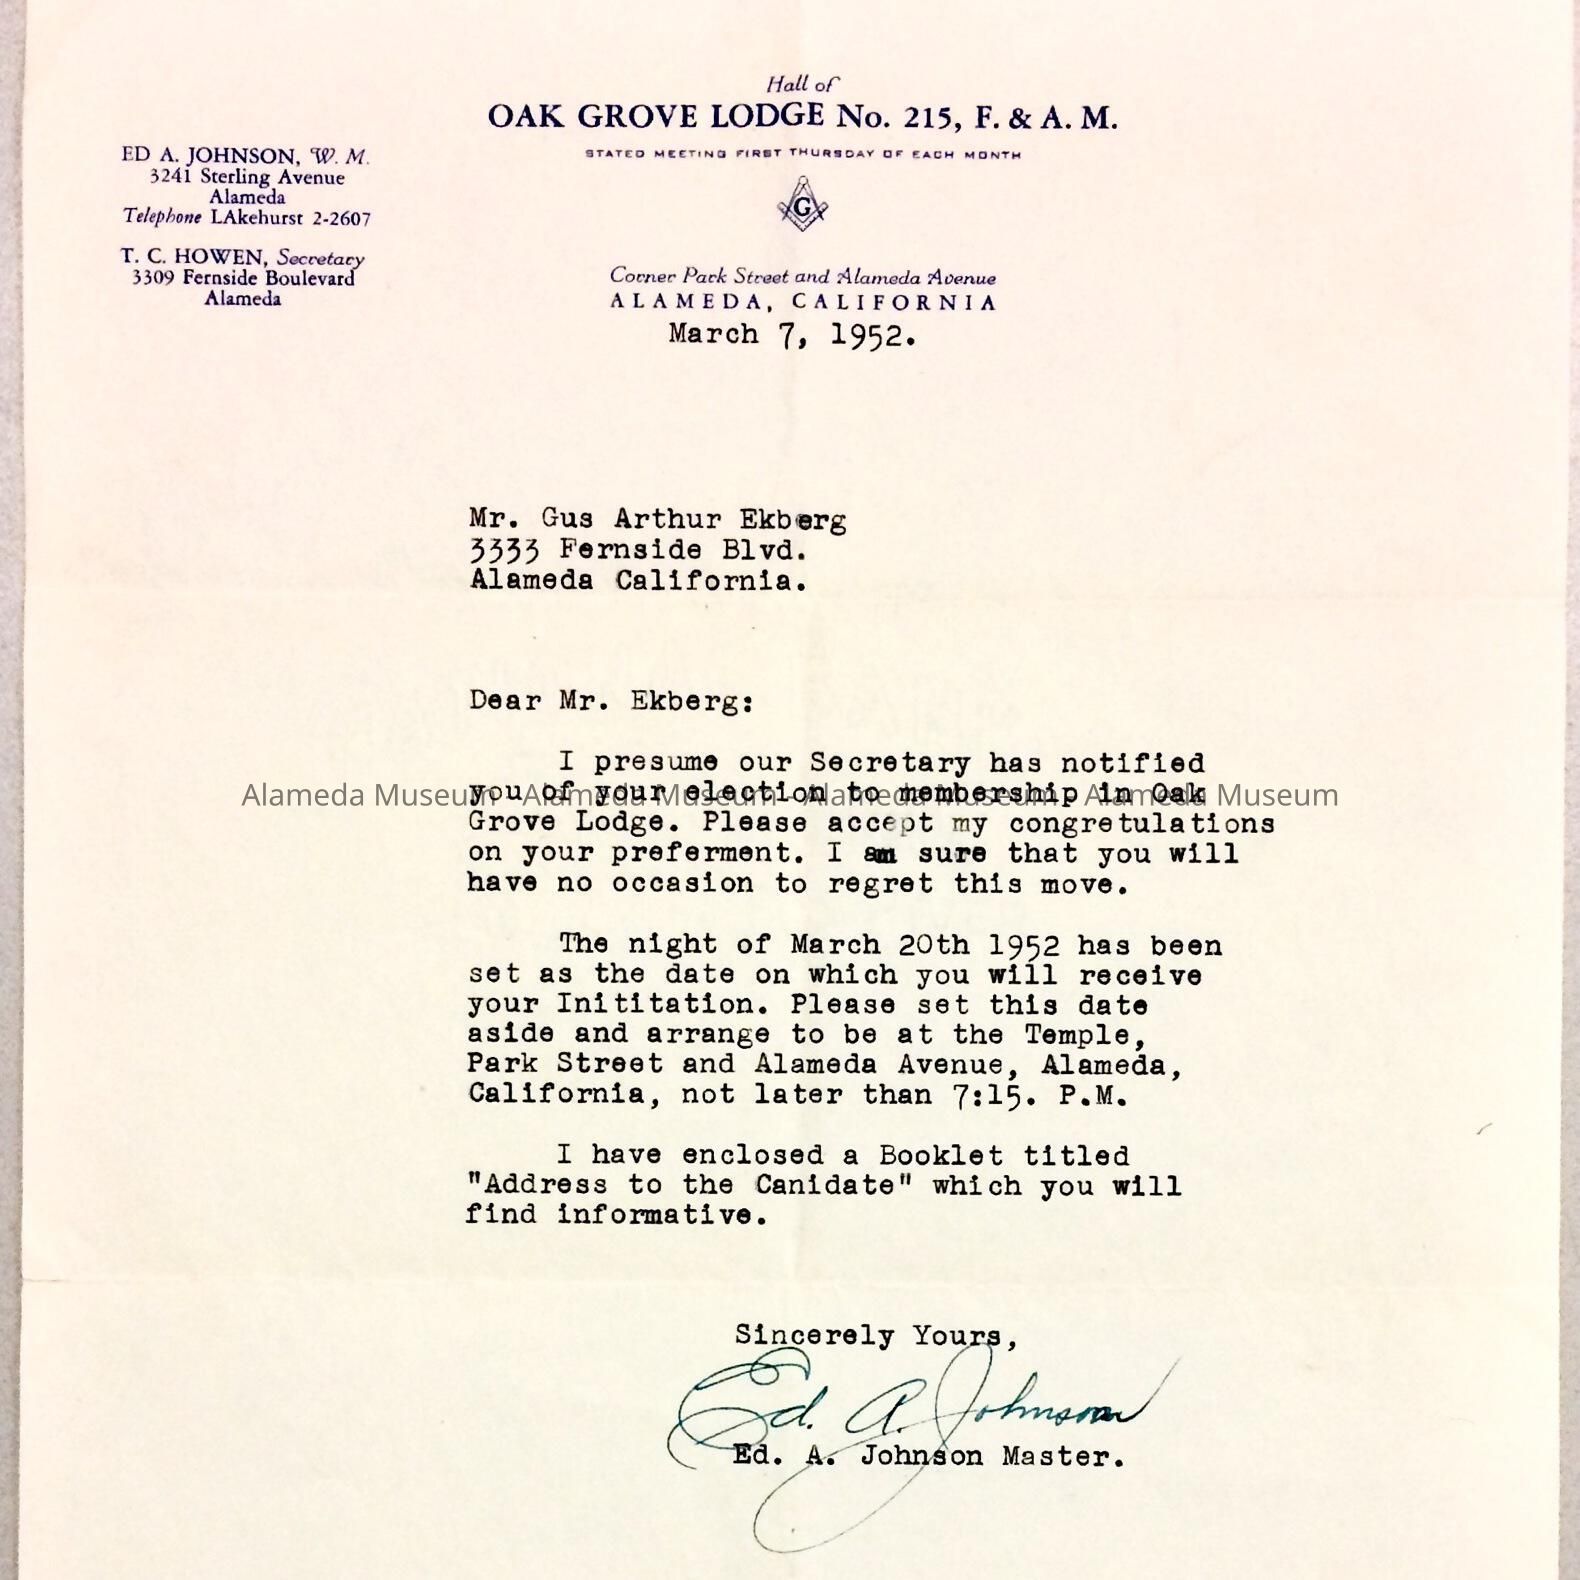 Hall of
OAK GROVE LODGE No. 215, F. & A. M.
STATED MEETING FIRST THURSDAY OF EACH MONTH
ED A. JOHNSON, W. M.
3241 Sterling Avenue
Alameda
Telephone LAkehurst 2-2607
T. C. HOWEN, Secretary
3309 Fernside Boulevard
Alameda
G
Corner Park Street and Alameda Avenue
ALAMEDA, CALIFORNIA
March 7, 1952.
Mr. Gus Arthur Ekberg
3333 Fernside Blvd.
Alameda California.
Dear Mr. Ekberg:
I presume our Secretary has notified
you of your election to membership in Oak
Alameda Museum - Alameda Museum - Alameda Museum - Alameda Museum
Grove Lodge. Please accept my congretulations
on your preferment. I am sure that you will
have no occasion to regret this move.
The night of March 20th 1952 has been
set as the date on which you will receive
your Inititation. Please set this date
aside and arrange to be at the Temple,
Park Street and Alameda Avenue, Alameda,
California, not later than 7:15. P.M.
I have enclosed a Booklet titled
"Address to the Canidate" which you will
find informative.
Sincerely Yours,
Ed. A. Johnson
Ed. A. Johnson Master.